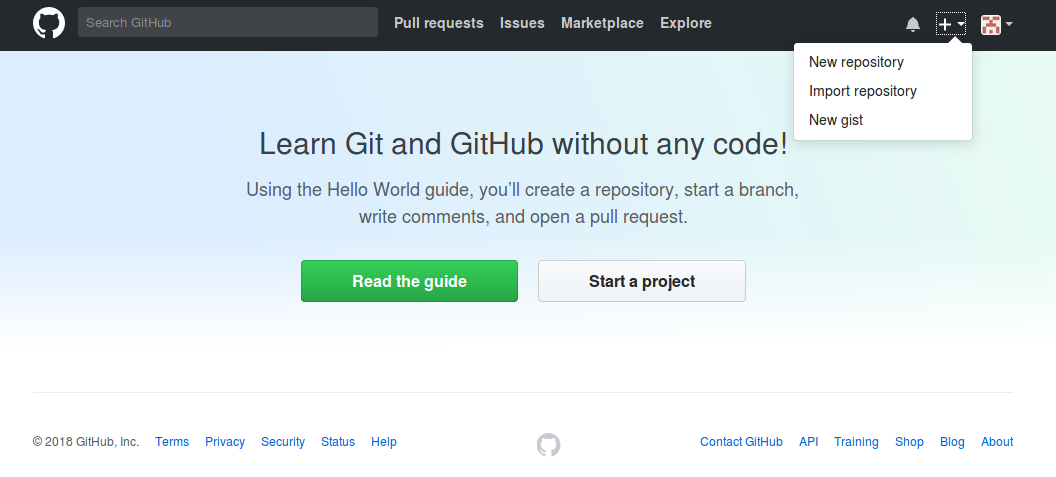 Search GitHub Pull requests Issues Marketplace Explore
New repository
Import repository
New gist
Learn Git and GitHub without any code!
Using the Hello World guide, you’ll create a repository, start a branch,
write comments, and open a pull request.
Read the guide Start a project
© 2018 GitHub, Inc. Terms Privacy Security Status Help Contact GitHub API Training Shop Blog About